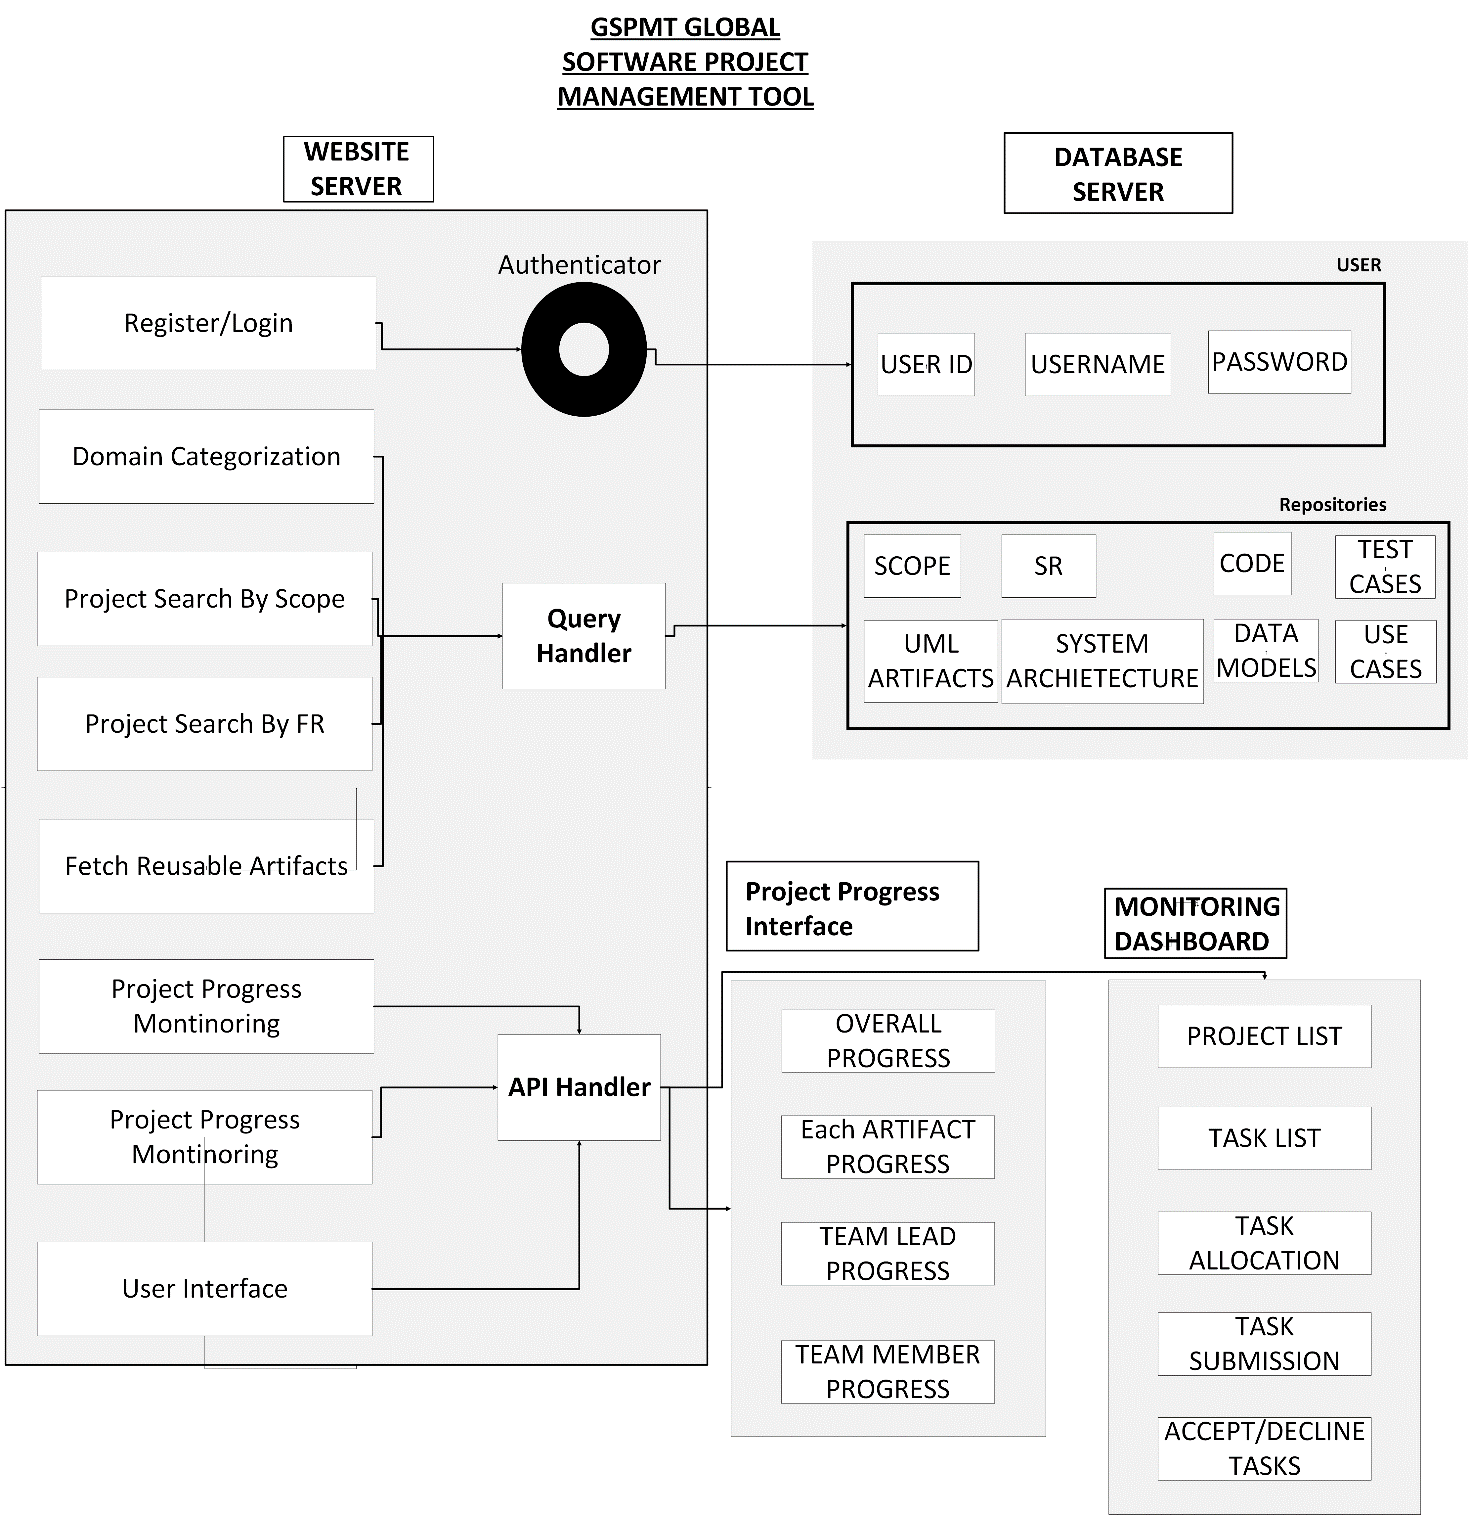 GSPMT GLOBAL
SOFTWARE PROJECT
MANAGEMENT TOOL
WEBSITE
SERVER
Authenticator
Register/Login
Domain Categorization
Project Search By Scope
Query
Handler
Project Search By FR
Fetch Reusable Artifacts
Project Progress
Montinoring
API Handler
Project Progress
Montinoring
User Interface
DATABASE
SERVER
USER
USER ID
USERNAME
PASSWORD
Repositories
SCOPE
SR
CODE
TEST
CASES
UML
ARTIFACTS
SYSTEM
ARCHIETECTURE
DATA
MODELS
USE
CASES
Project Progress
Interface
OVERALL
PROGRESS
Each ARTIFACT
PROGRESS
TEAM LEAD
PROGRESS
TEAM MEMBER
PROGRESS
MONITORING
DASHBOARD
PROJECT LIST
TASK LIST
TASK
ALLOCATION
TASK
SUBMISSION
ACCEPT/DECLINE
TASKS